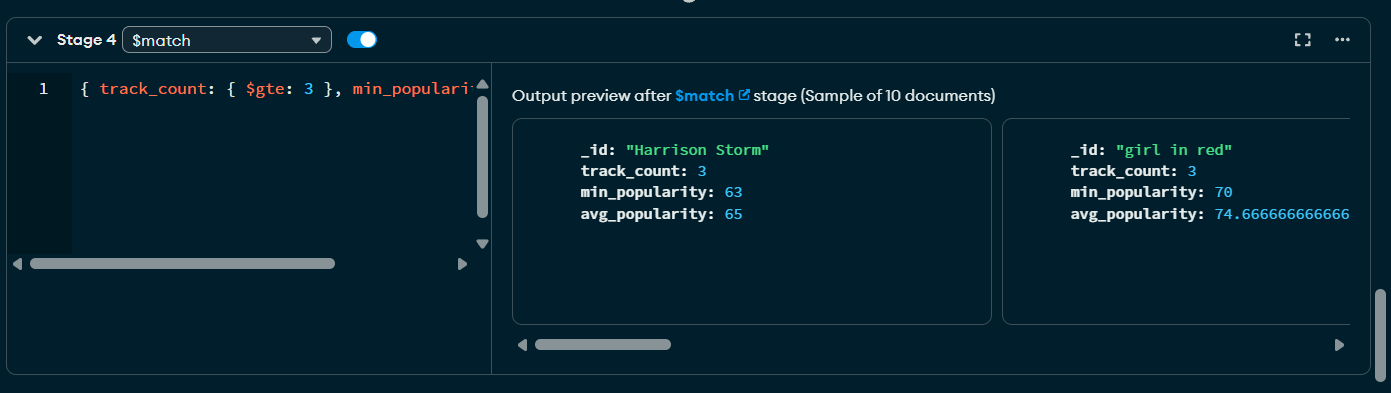 Stage 4 $match
1 { track_count: { $gte: 3 }, min_populari
Output preview after $match stage (Sample of 10 documents)
_id: "Harrison Storm"
track_count: 3
min_popularity: 63
avg_popularity: 65
_id: "girl in red"
track_count: 3
min_popularity: 70
avg_popularity: 74.666666666666